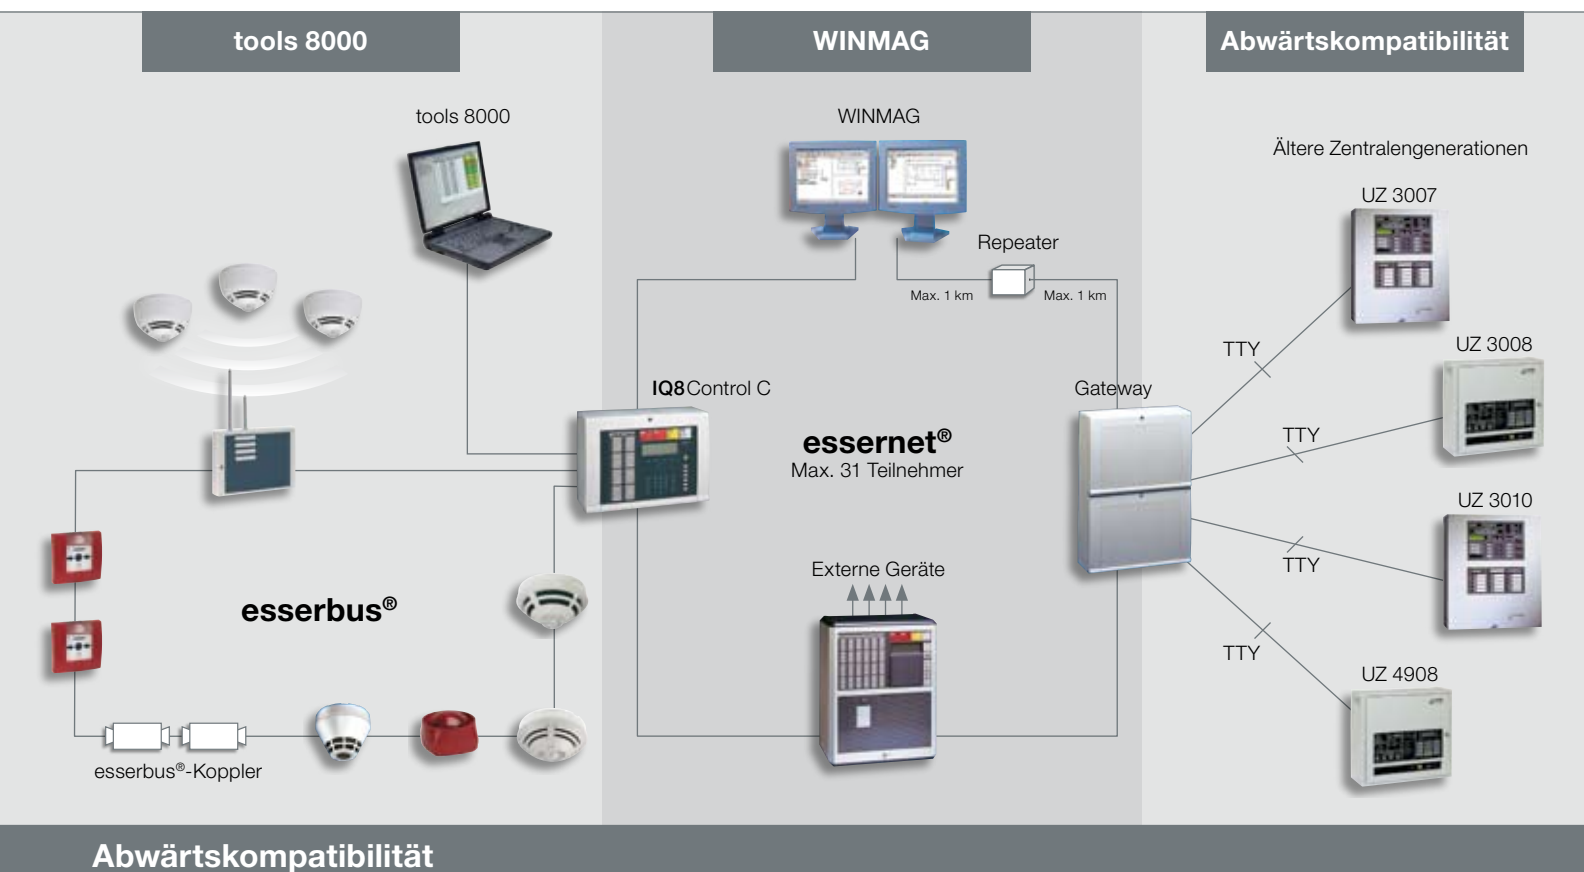 tools 8000
WINMAG
Abwärtskompatibilität
tools 8000
WINMAG
Ältere Zentralengenerationen
UZ 3007
Repeater
Max. 1 km
Max. 1 km
TTY
UZ 3008
IQ8Control C
Gateway
essernet®
Max. 31 Teilnehmer
TTY
UZ 3010
TTY
Externe Geräte
esserbus®
TTY
UZ 4908
esserbus®-Koppler
Abwärtskompatibilität